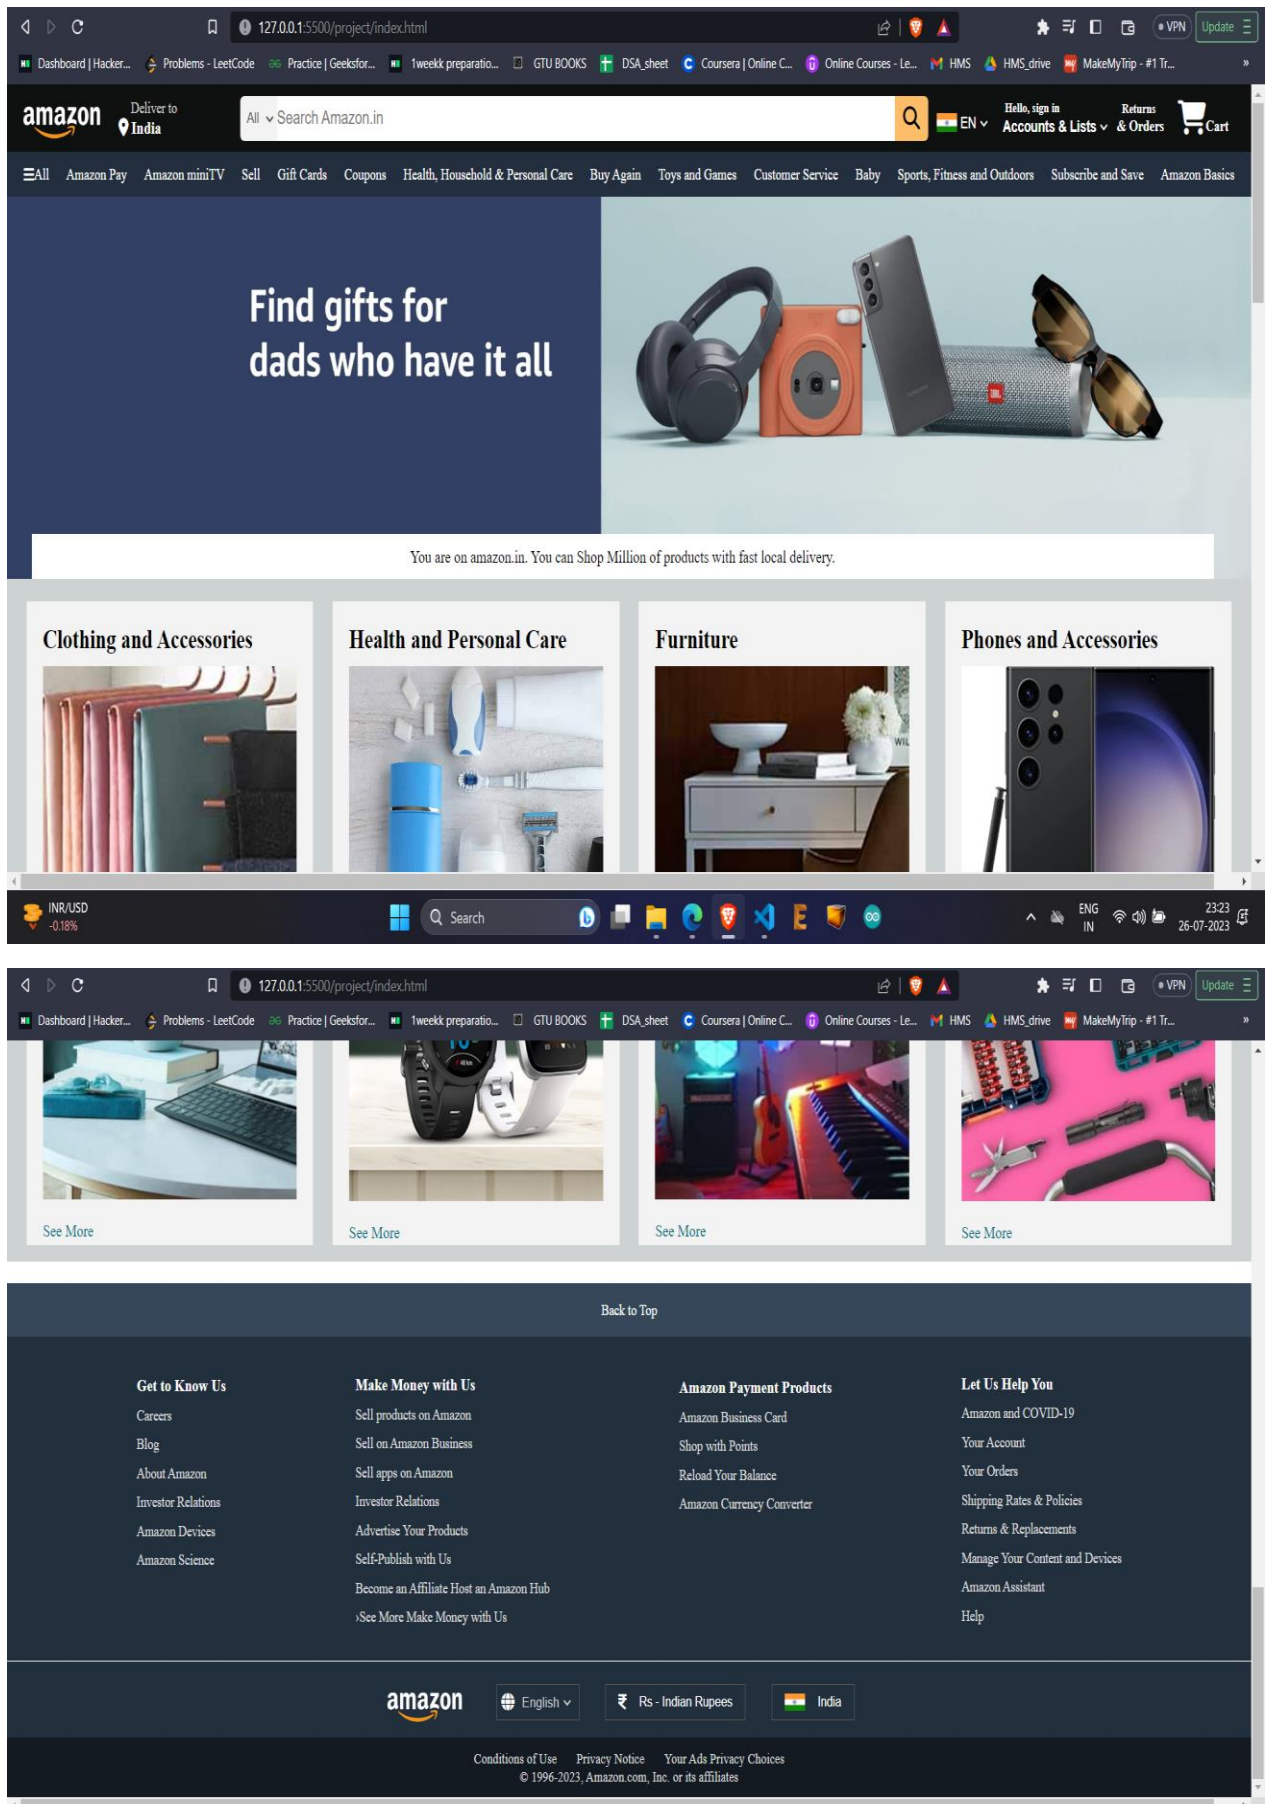 127.0.0.1:5500/project/index.html
VPN Update
Dashboard | Hacker... Problems - LeetCode Practice | Geeksfor... 1weekk preparatio... GTU BOOKS DSA_sheet Coursera | Online C... Online Courses - Le... HMS HMS_drive MakeMyTrip - #1 Tr... »
amazon Deliver to India All Search Amazon.in EN Hello, sign in Accounts & Lists Returns & Orders Cart
All Amazon Pay Amazon miniTV Sell Gift Cards Coupons Health, Household & Personal Care Buy Again Toys and Games Customer Service Baby Sports, Fitness and Outdoors Subscribe and Save Amazon Basics
Find gifts for
dads who have it all
JBL
SAMSUNG
You are on amazon.in. You can Shop Million of products with fast local delivery.
Clothing and Accessories Health and Personal Care Furniture Phones and Accessories
WIL
INR/USD
-0.18%
Search
ENG
IN
23:23
26-07-2023
127.0.0.1:5500/project/index.html
VPN Update
Dashboard | Hacker... Problems - LeetCode Practice | Geeksfor... 1weekk preparatio... GTU BOOKS DSA_sheet Coursera | Online C... Online Courses - Le... HMS HMS_drive MakeMyTrip - #1 Tr... »
See More See More See More See More
Back to Top
Get to Know Us
Careers
Blog
About Amazon
Investor Relations
Amazon Devices
Amazon Science
Make Money with Us
Sell products on Amazon
Sell on Amazon Business
Sell apps on Amazon
Investor Relations
Advertise Your Products
Self-Publish with Us
Become an Affiliate Host an Amazon Hub
›See More Make Money with Us
Amazon Payment Products
Amazon Business Card
Shop with Points
Reload Your Balance
Amazon Currency Converter
Let Us Help You
Amazon and COVID-19
Your Account
Your Orders
Shipping Rates & Policies
Returns & Replacements
Manage Your Content and Devices
Amazon Assistant
Help
amazon English ₹ Rs - Indian Rupees India
Conditions of Use Privacy Notice Your Ads Privacy Choices
© 1996-2023, Amazon.com, Inc. or its affiliates